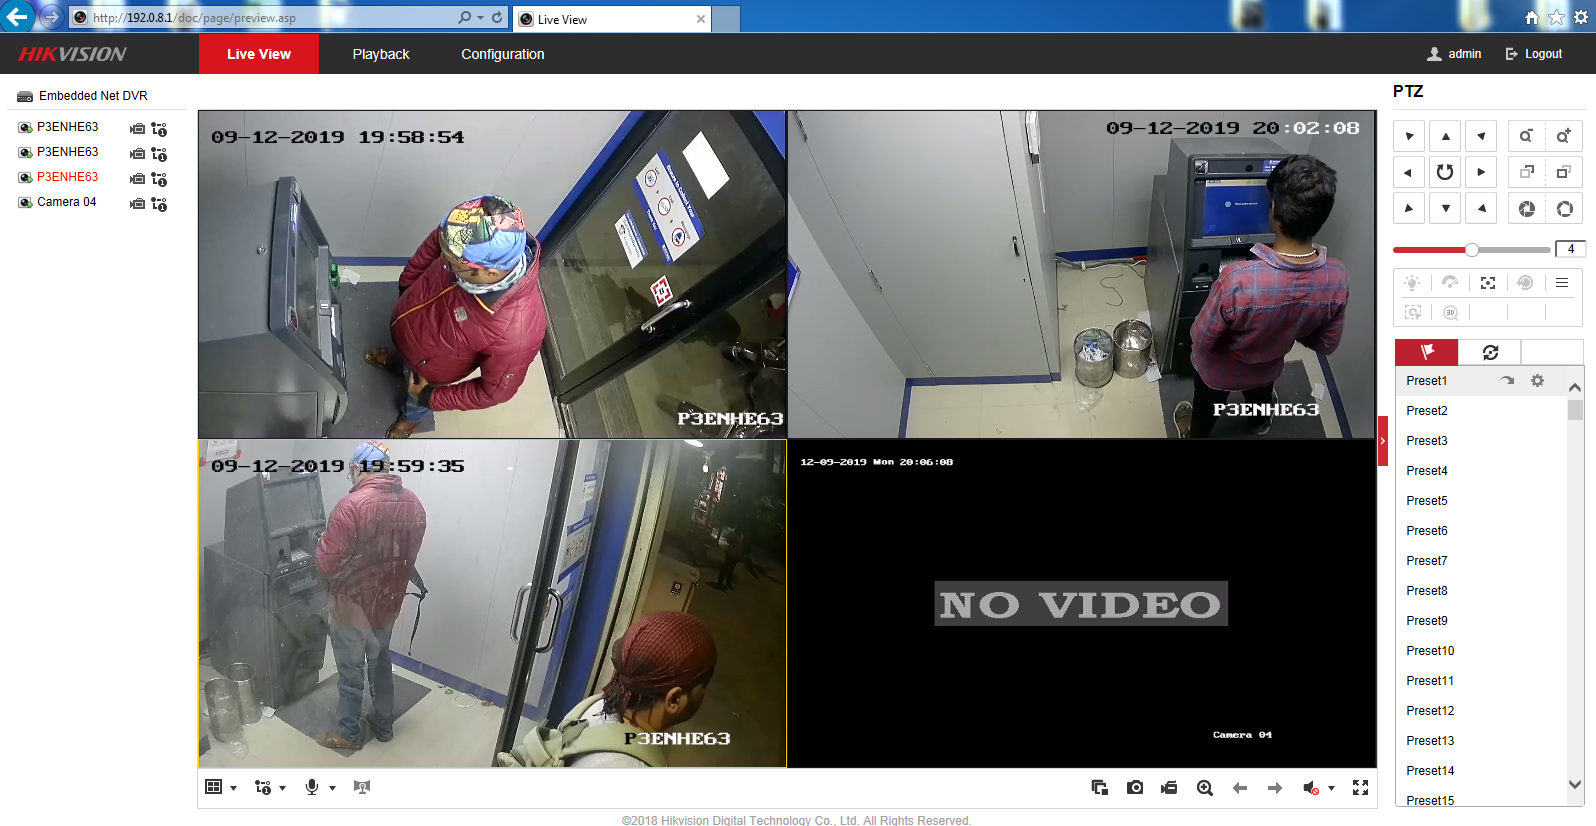 http://192.0.8.1/doc/page/preview.asp
Live View
HIKVISION
Live View
Playback
Configuration
admin
Logout
Embedded Net DVR
P3ENHE63
P3ENHE63
P3ENHE63
Camera 04
09-12-2019 19:58:54
P3ENHE63
09-12-2019 20:02:08
P3ENHE63
09-12-2019 19:59:35
P3ENHE63
12-09-2019 Mon 20:06:08
NO VIDEO
Camera 04
PTZ
4
3D
Preset1
Preset2
Preset3
Preset4
Preset5
Preset6
Preset7
Preset8
Preset9
Preset10
Preset11
Preset12
Preset13
Preset14
Preset15
©2018 Hikvision Digital Technology Co., Ltd. All Rights Reserved.